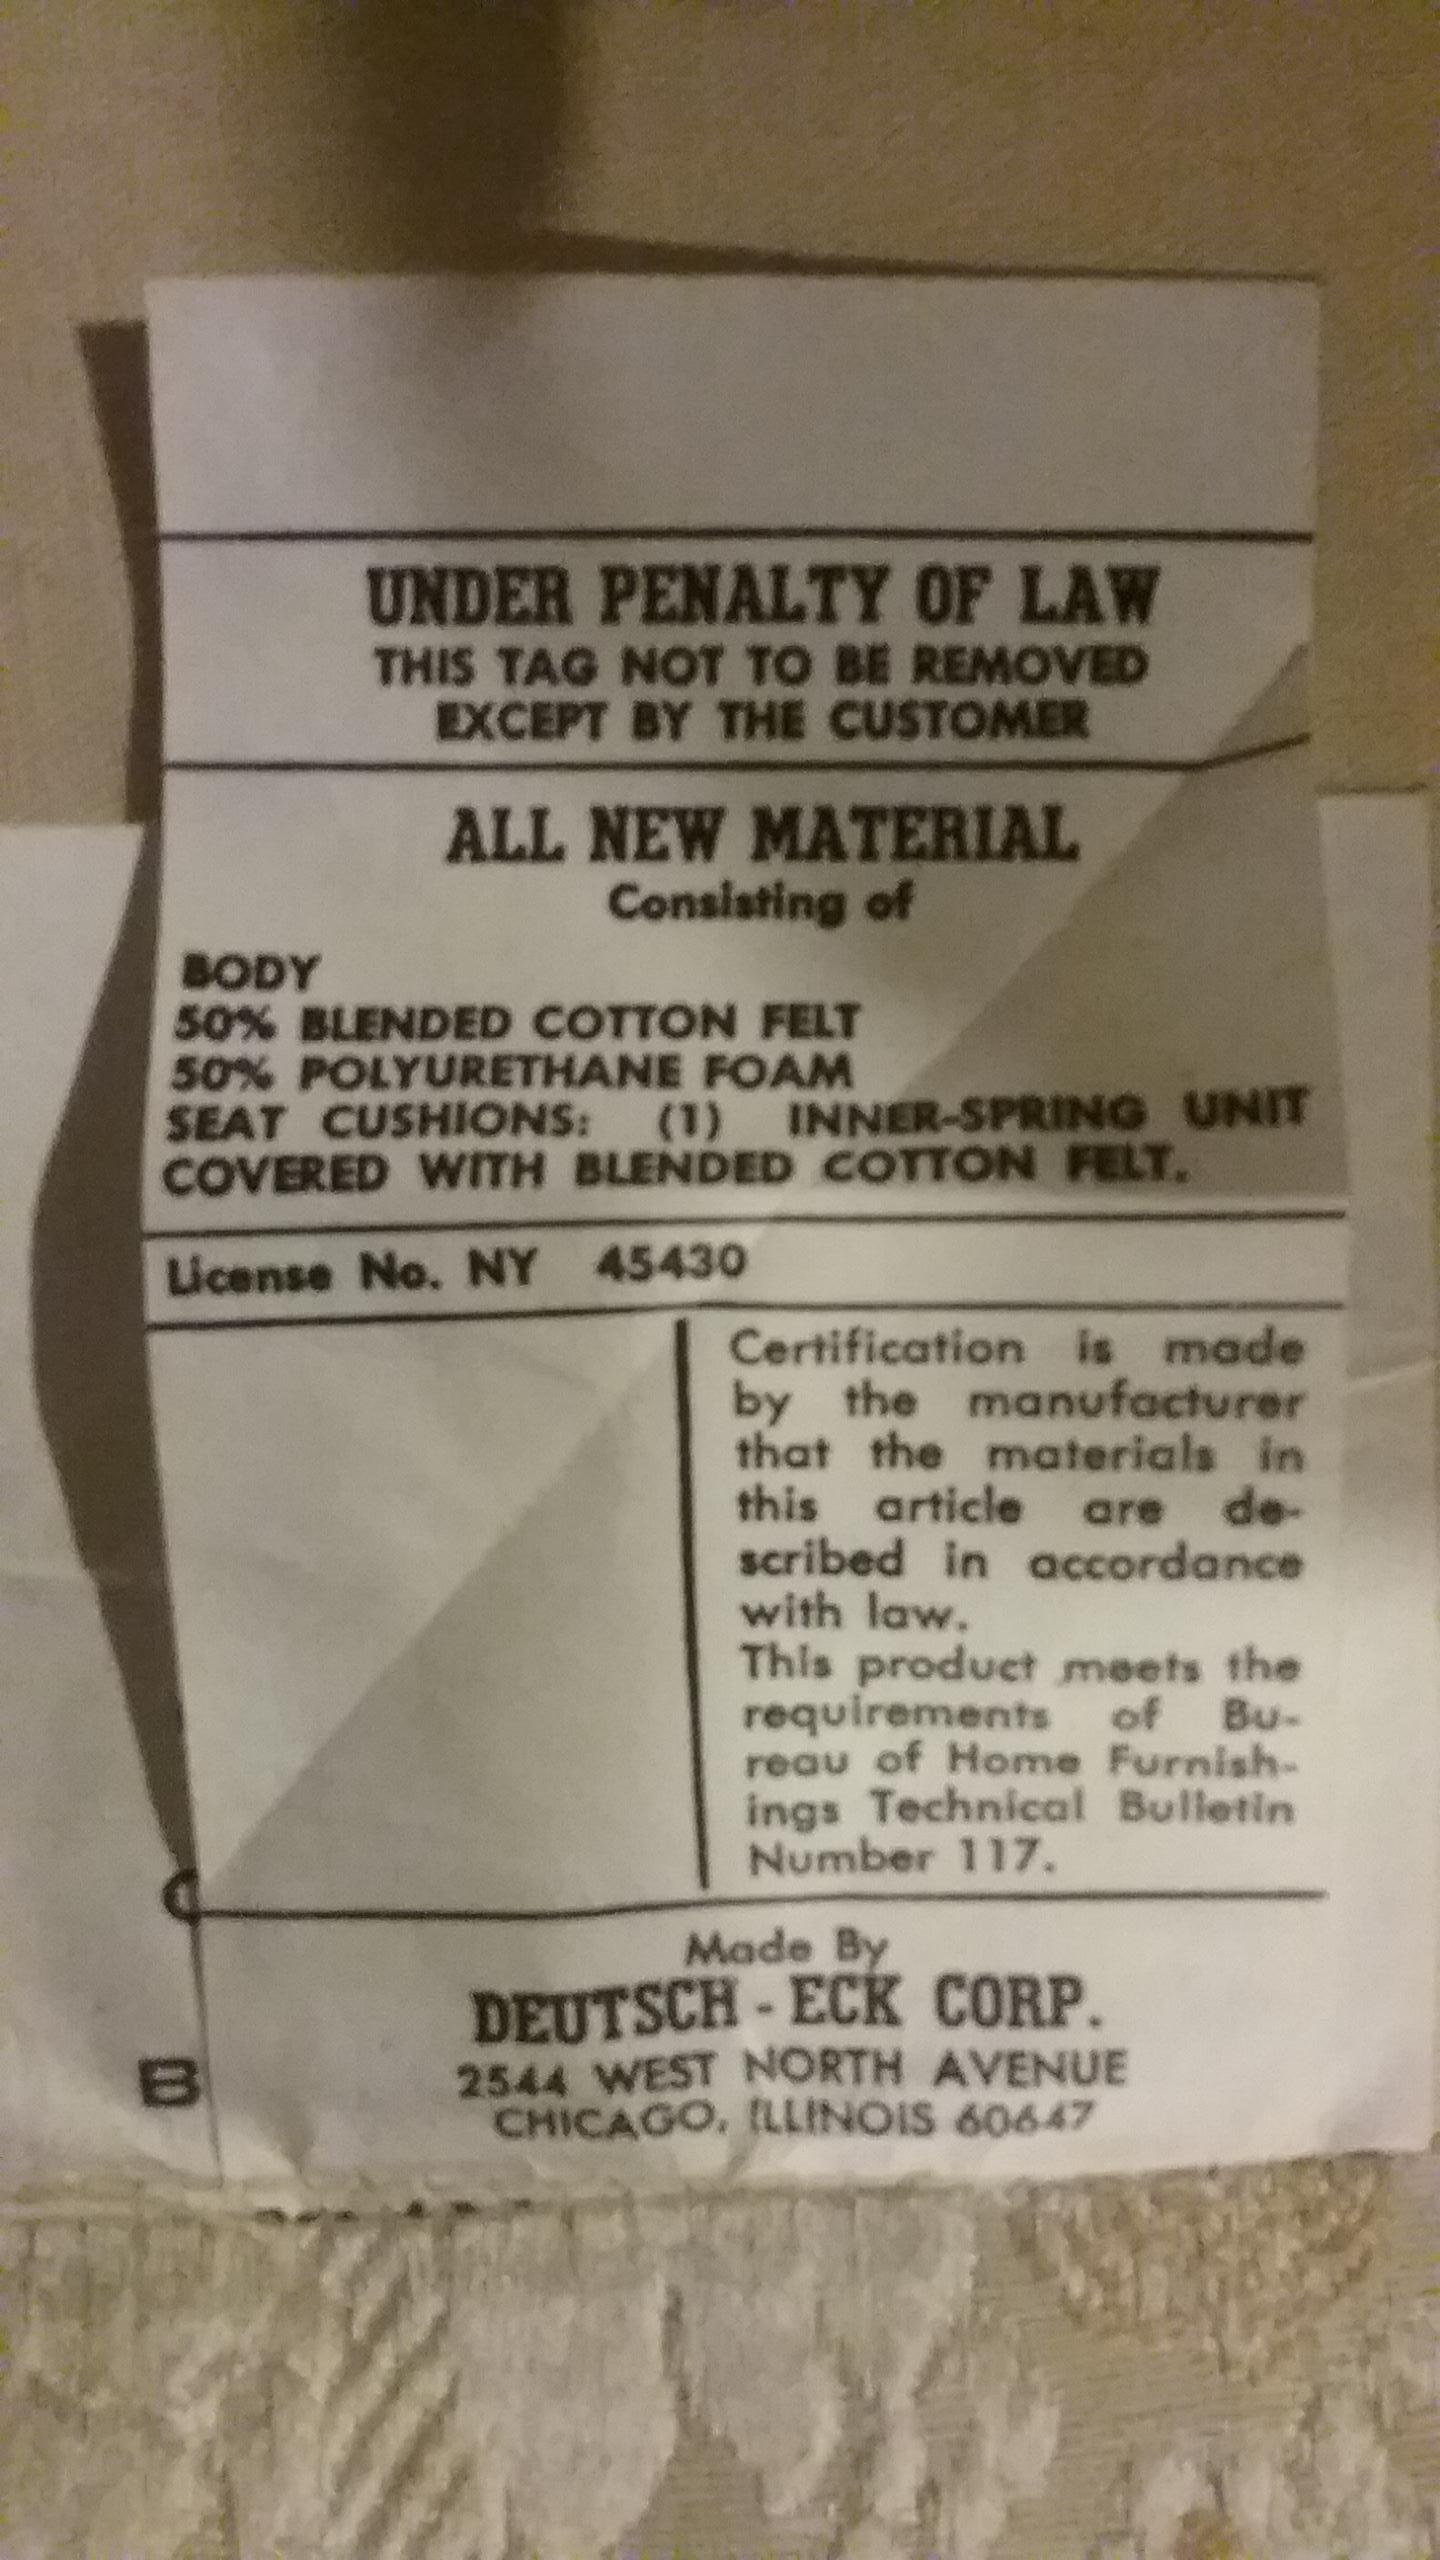 UNDER PENALTY OF LAW
THIS TAG NOT TO BE REMOVED
EXCEPT BY THE CUSTOMER
ALL NEW MATERIAL
Consisting of
BODY
50% BLENDED COTTON FELT
50% POLYURETHANE FOAM
SEAT CUSHIONS: (1) INNER-SPRING UNIT
COVERED WITH BLENDED COTTON FELT.
License No. NY 45430
Certification is made
by the manufacturer
that the materials in
this article are de-
scribed in accordance
with law.
This product meets the
requirements of Bu-
reau of Home Furnish-
ings Technical Bulletin
Number 117.
Made By
DEUTSCH - ECK CORP.
2544 WEST NORTH AVENUE
CHICAGO, ILLINOIS 60647
B